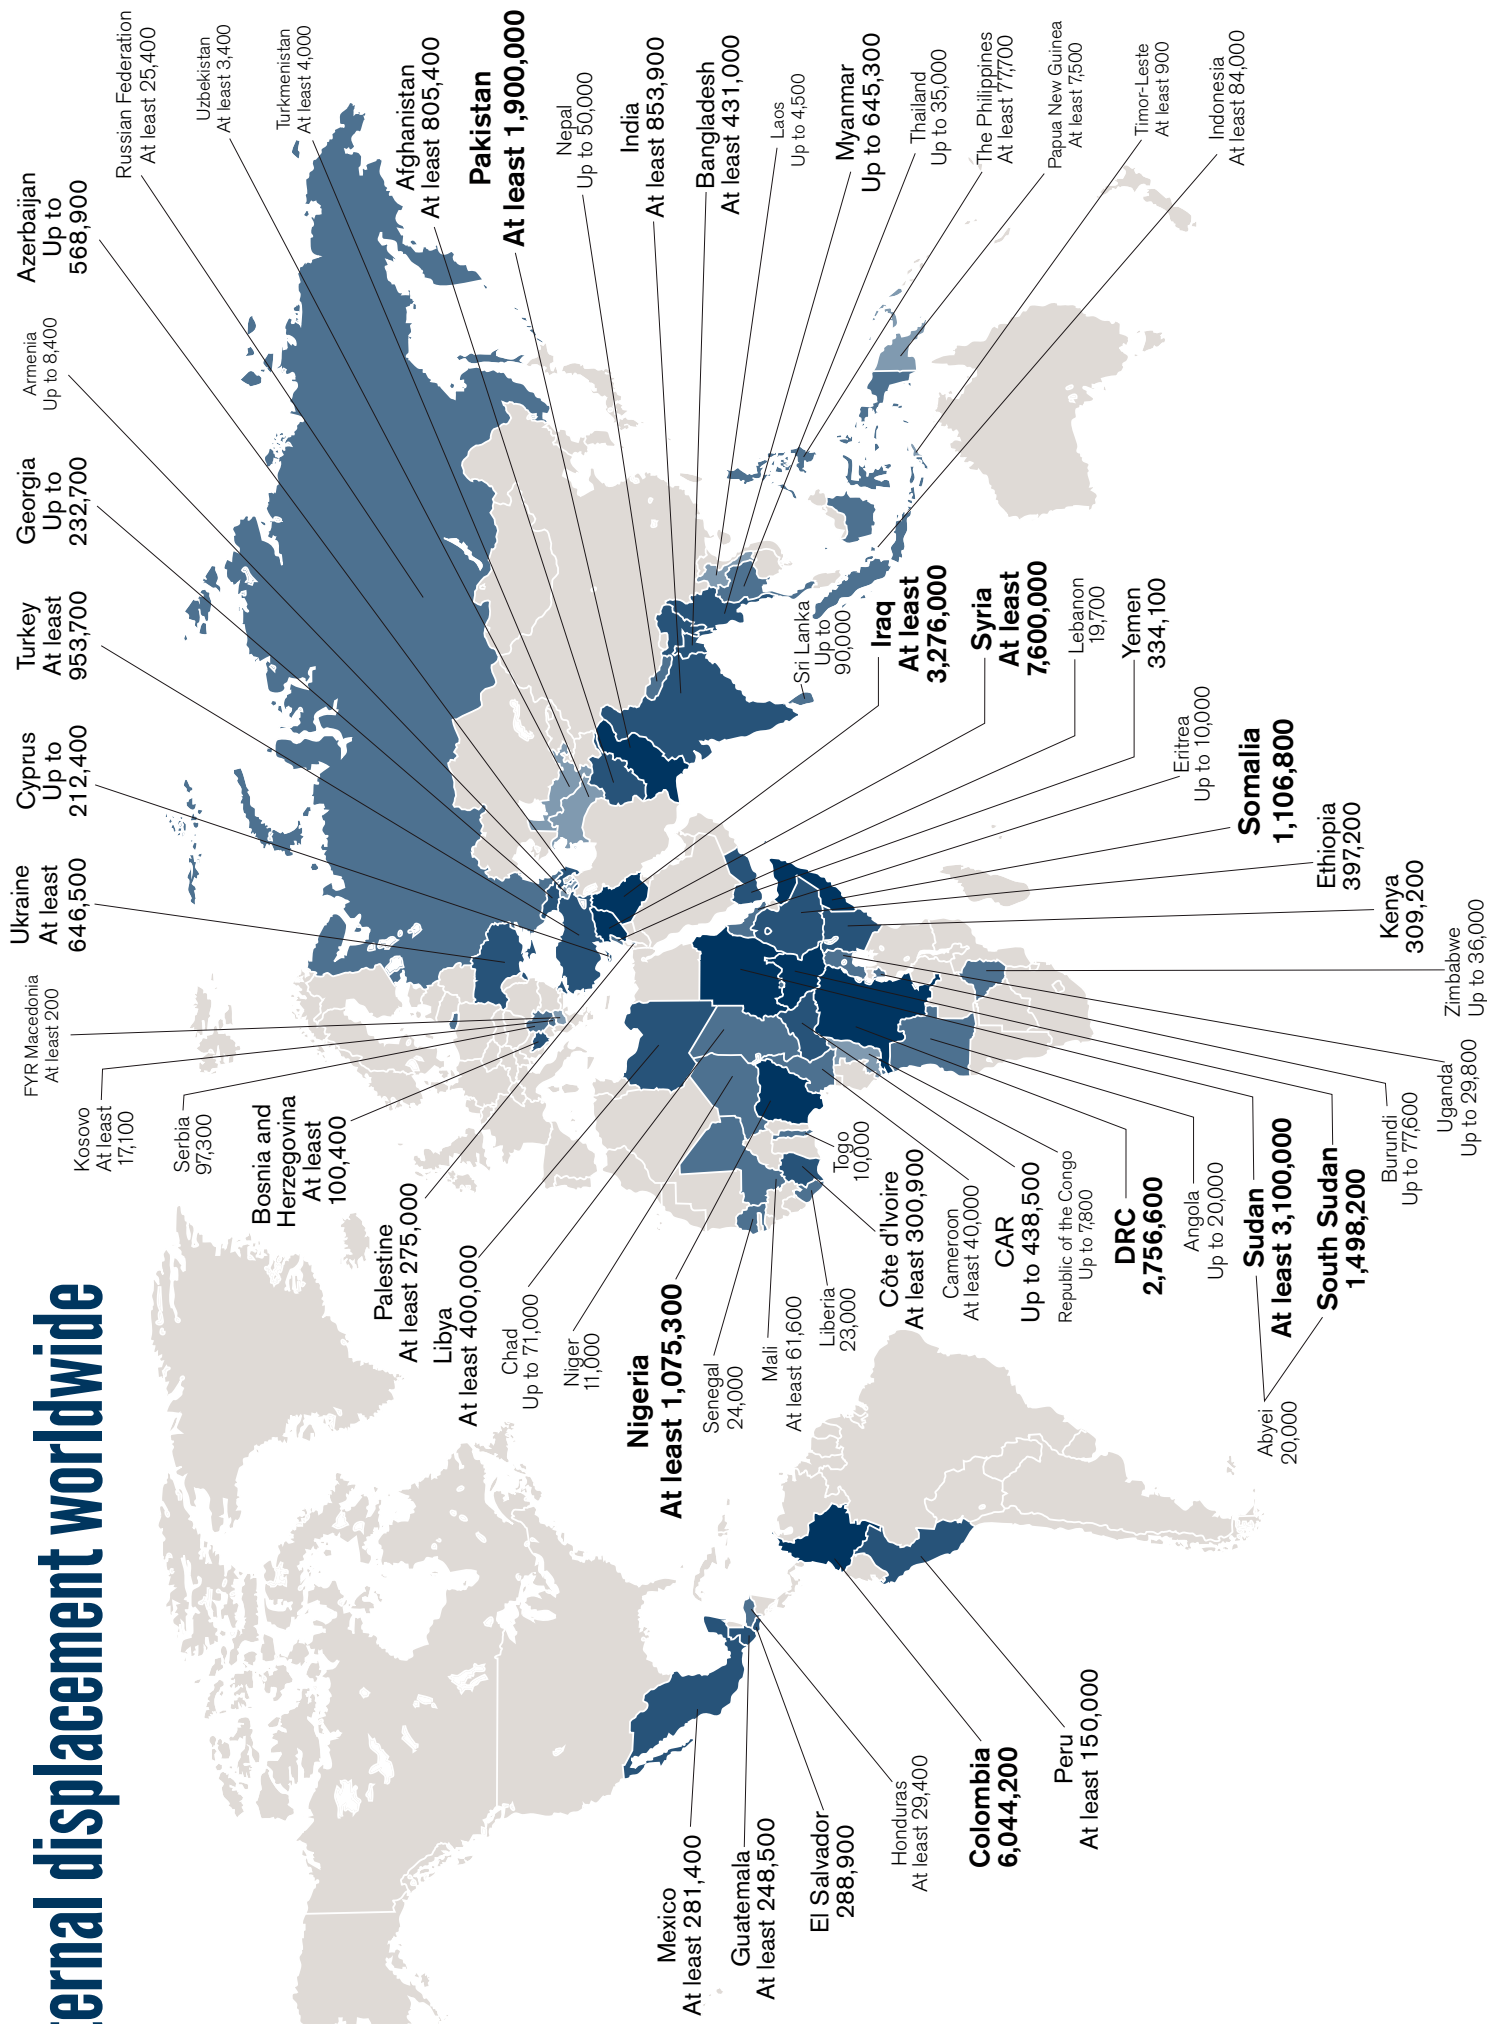 ternal displacement worldwide
Ukraine
At least
646,500
Cyprus
Up to
212,400
Turkey
At least
953,700
Georgia
Up to
232,700
Armenia
Up to 8,400
Azerbaijan
Up to
568,900
Russian Federation
At least 25,400
Uzbekistan
At least 3,400
Turkmenistan
At least 4,000
Afghanistan
At least 805,400
Pakistan
At least 1,900,000
Nepal
Up to 50,000
India
At least 853,900
Bangladesh
At least 431,000
Laos
Up to 4,500
Myanmar
Up to 645,300
Thailand
Up to 35,000
The Philippines
At least 77,700
Papua New Guinea
At least 7,500
Timor-Leste
At least 900
Indonesia
At least 84,000
FYR Macedonia
At least 200
Kosovo
At least
17,100
Serbia
97,300
Bosnia and
Herzegovina
At least
100,400
Palestine
At least 275,000
Libya
At least 400,000
Chad
Up to 71,000
Niger
11,000
Nigeria
At least 1,075,300
Senegal
24,000
Mali
At least 61,600
Liberia
23,000
Togo
10,000
Côte d'Ivoire
At least 300,900
Cameroon
At least 40,000
CAR
Up to 438,500
Republic of the Congo
Up to 7,800
DRC
2,756,600
Angola
Up to 20,000
Sudan
At least 3,100,000
South Sudan
1,498,200
Abyei
20,000
Burundi
Up to 77,600
Uganda
Up to 29,800
Zimbabwe
Up to 36,000
Kenya
309,200
Ethiopia
397,200
Somalia
1,106,800
Eritrea
Up to 10,000
Yemen
334,100
Lebanon
19,700
Syria
At least
7,600,000
Iraq
At least
3,276,000
Sri Lanka
Up to
90,000
Mexico
At least 281,400
Guatemala
At least 248,500
El Salvador
288,900
Honduras
At least 29,400
Colombia
6,044,200
Peru
At least 150,000